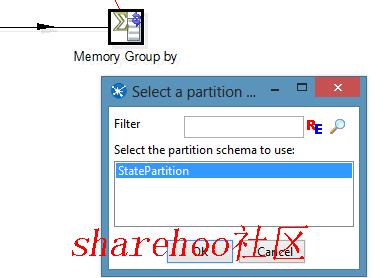 Memory Group by
Select a partition ...
Filter
RE
Select the partition schema to use:
StatePartition
OK
Cancel
sharehoo社区